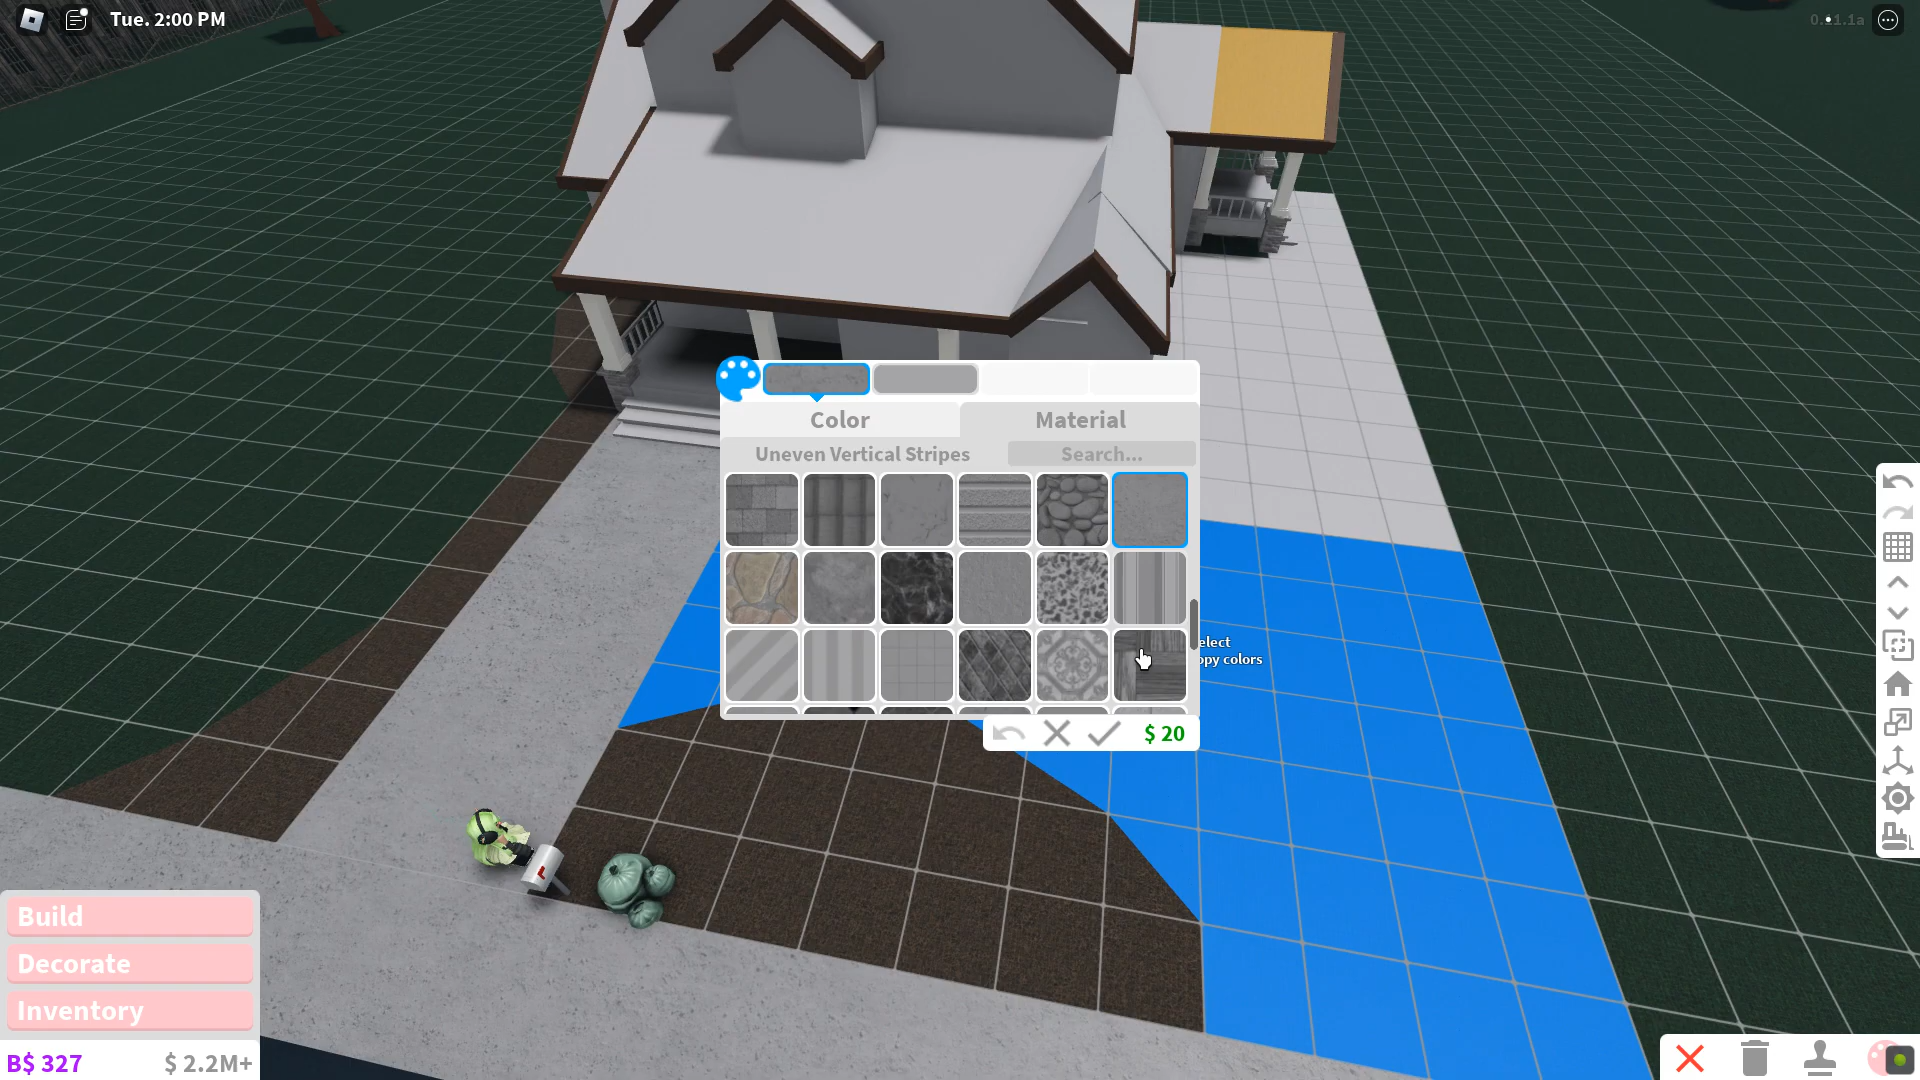 Tue. 2:00 PM
Color
Material
Uneven Vertical Stripes
Search...
elect
opy colors
$ 20
Build
Decorate
Inventory
B$ 327
$ 2.2M+